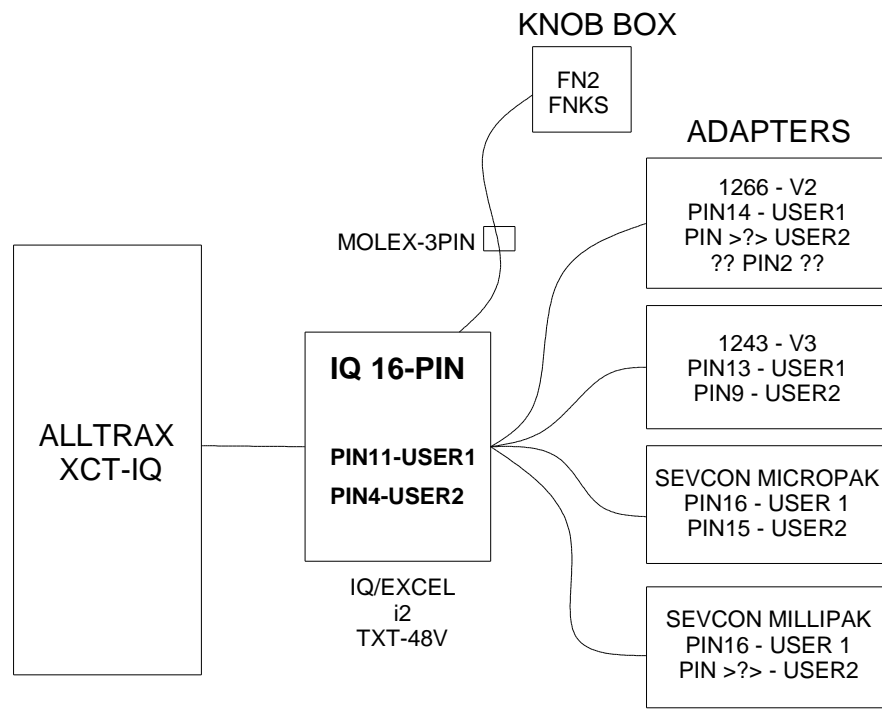 KNOB BOX
FN2
FNKS
MOLEX-3PIN
ALLTRAX
XCT-IQ
IQ 16-PIN
PIN11-USER1
PIN4-USER2
IQ/EXCEL
i2
TXT-48V
ADAPTERS
1266 - V2
PIN14 - USER1
PIN >?> USER2
?? PIN2 ??
1243 - V3
PIN13 - USER1
PIN9 - USER2
SEVCON MICROPAK
PIN16 - USER 1
PIN15 - USER2
SEVCON MILLIPAK
PIN16 - USER 1
PIN >?> - USER2